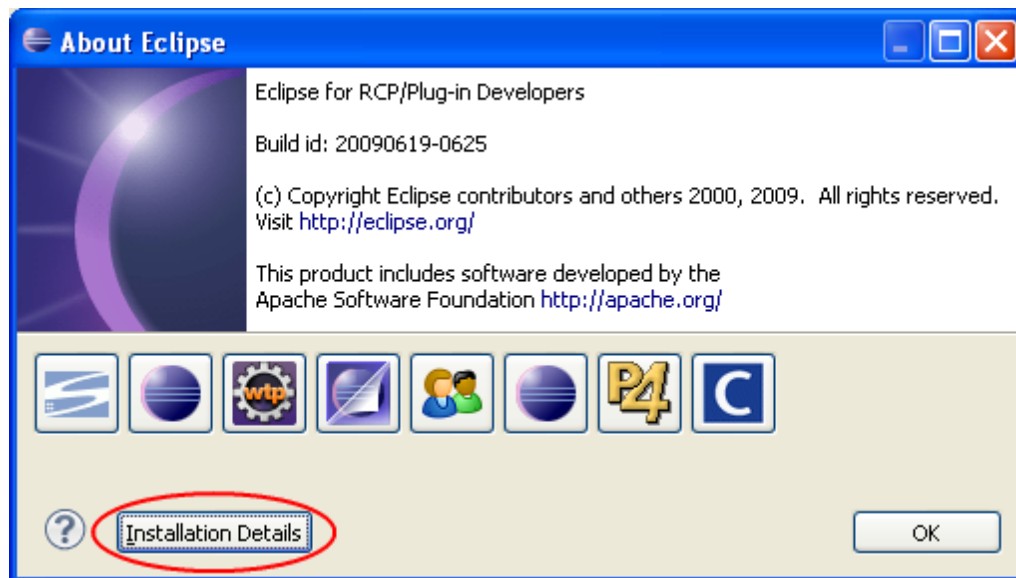 About Eclipse
Eclipse for RCP/Plug-in Developers
Build id: 20090619-0625
(c) Copyright Eclipse contributors and others 2000, 2009.  All rights reserved.
Visit http://eclipse.org/
This product includes software developed by the
Apache Software Foundation http://apache.org/
wtp
P4
C
?
Installation Details
OK